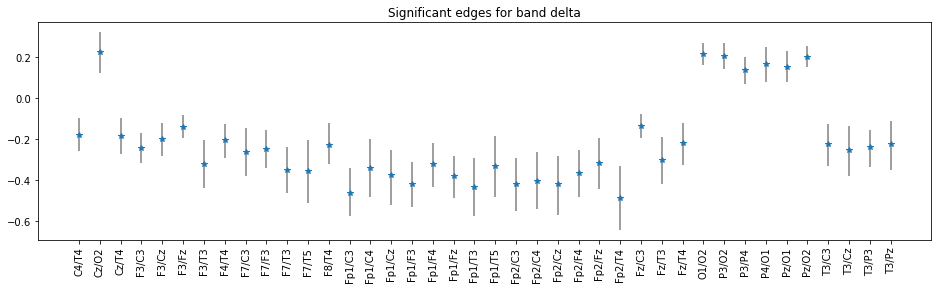 Significant edges for band delta
0.2
0.0
−0.2
−0.4
−0.6
C4/T4
Cz/O2
Cz/T4
F3/C3
F3/Cz
F3/Fz
F3/T3
F4/T4
F7/C3
F7/F3
F7/T3
F7/T5
F8/T4
Fp1/C3
Fp1/C4
Fp1/Cz
Fp1/F3
Fp1/F4
Fp1/Fz
Fp1/T3
Fp1/T5
Fp2/C3
Fp2/C4
Fp2/Cz
Fp2/F4
Fp2/Fz
Fp2/T4
Fz/C3
Fz/T3
Fz/T4
O1/O2
P3/O2
P3/P4
P4/O1
Pz/O1
Pz/O2
T3/C3
T3/Cz
T3/P3
T3/Pz